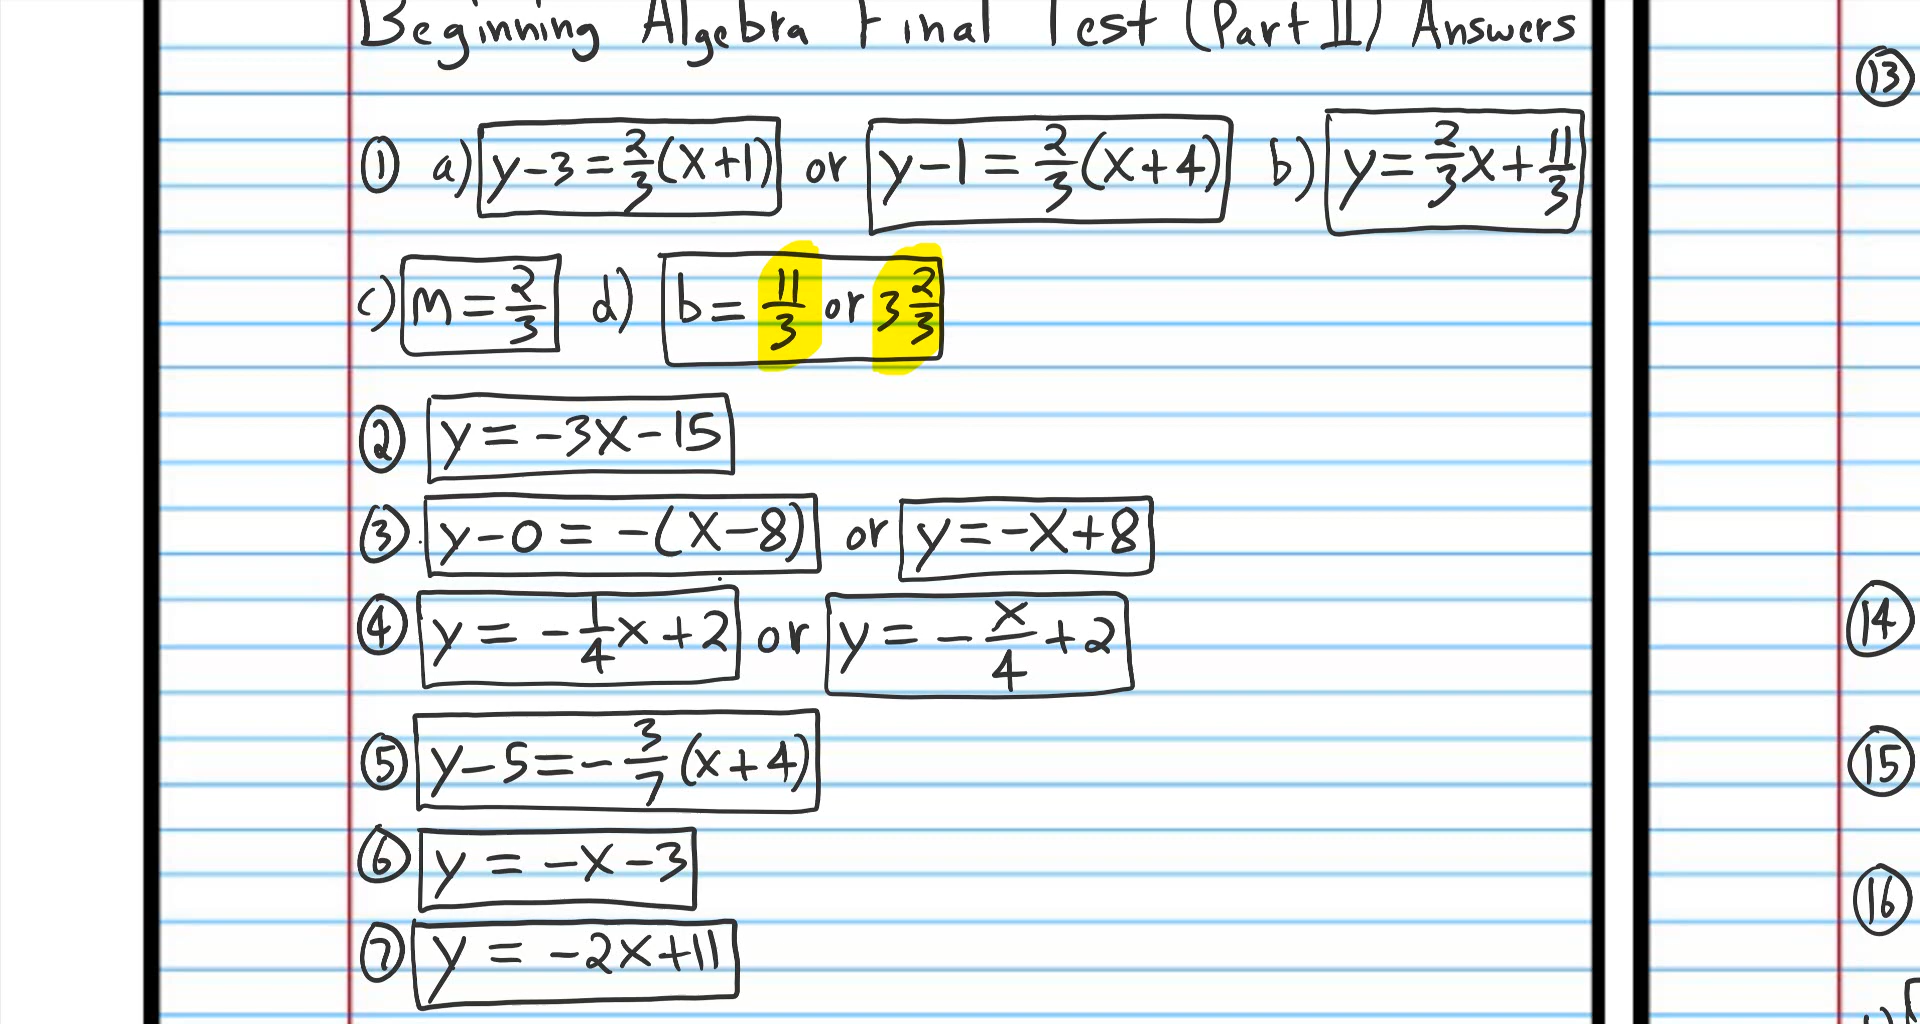 Beginning Algebra Final Test (Part II) Answers
① a) y-3=2/3(x+1) or y-1=2/3(x+4) b) y=2/3x+11/3
c) m=2/3 d) b=11/3 or 3 2/3
② y=-3x-15
③ y-0=-(x-8) or y=-x+8
④ y=-1/4x+2 or y=-x/4+2
⑤ y-5=-3/7(x+4)
⑥ y=-x-3
⑦ y=-2x+11
⑬
⑭
⑮
⑯